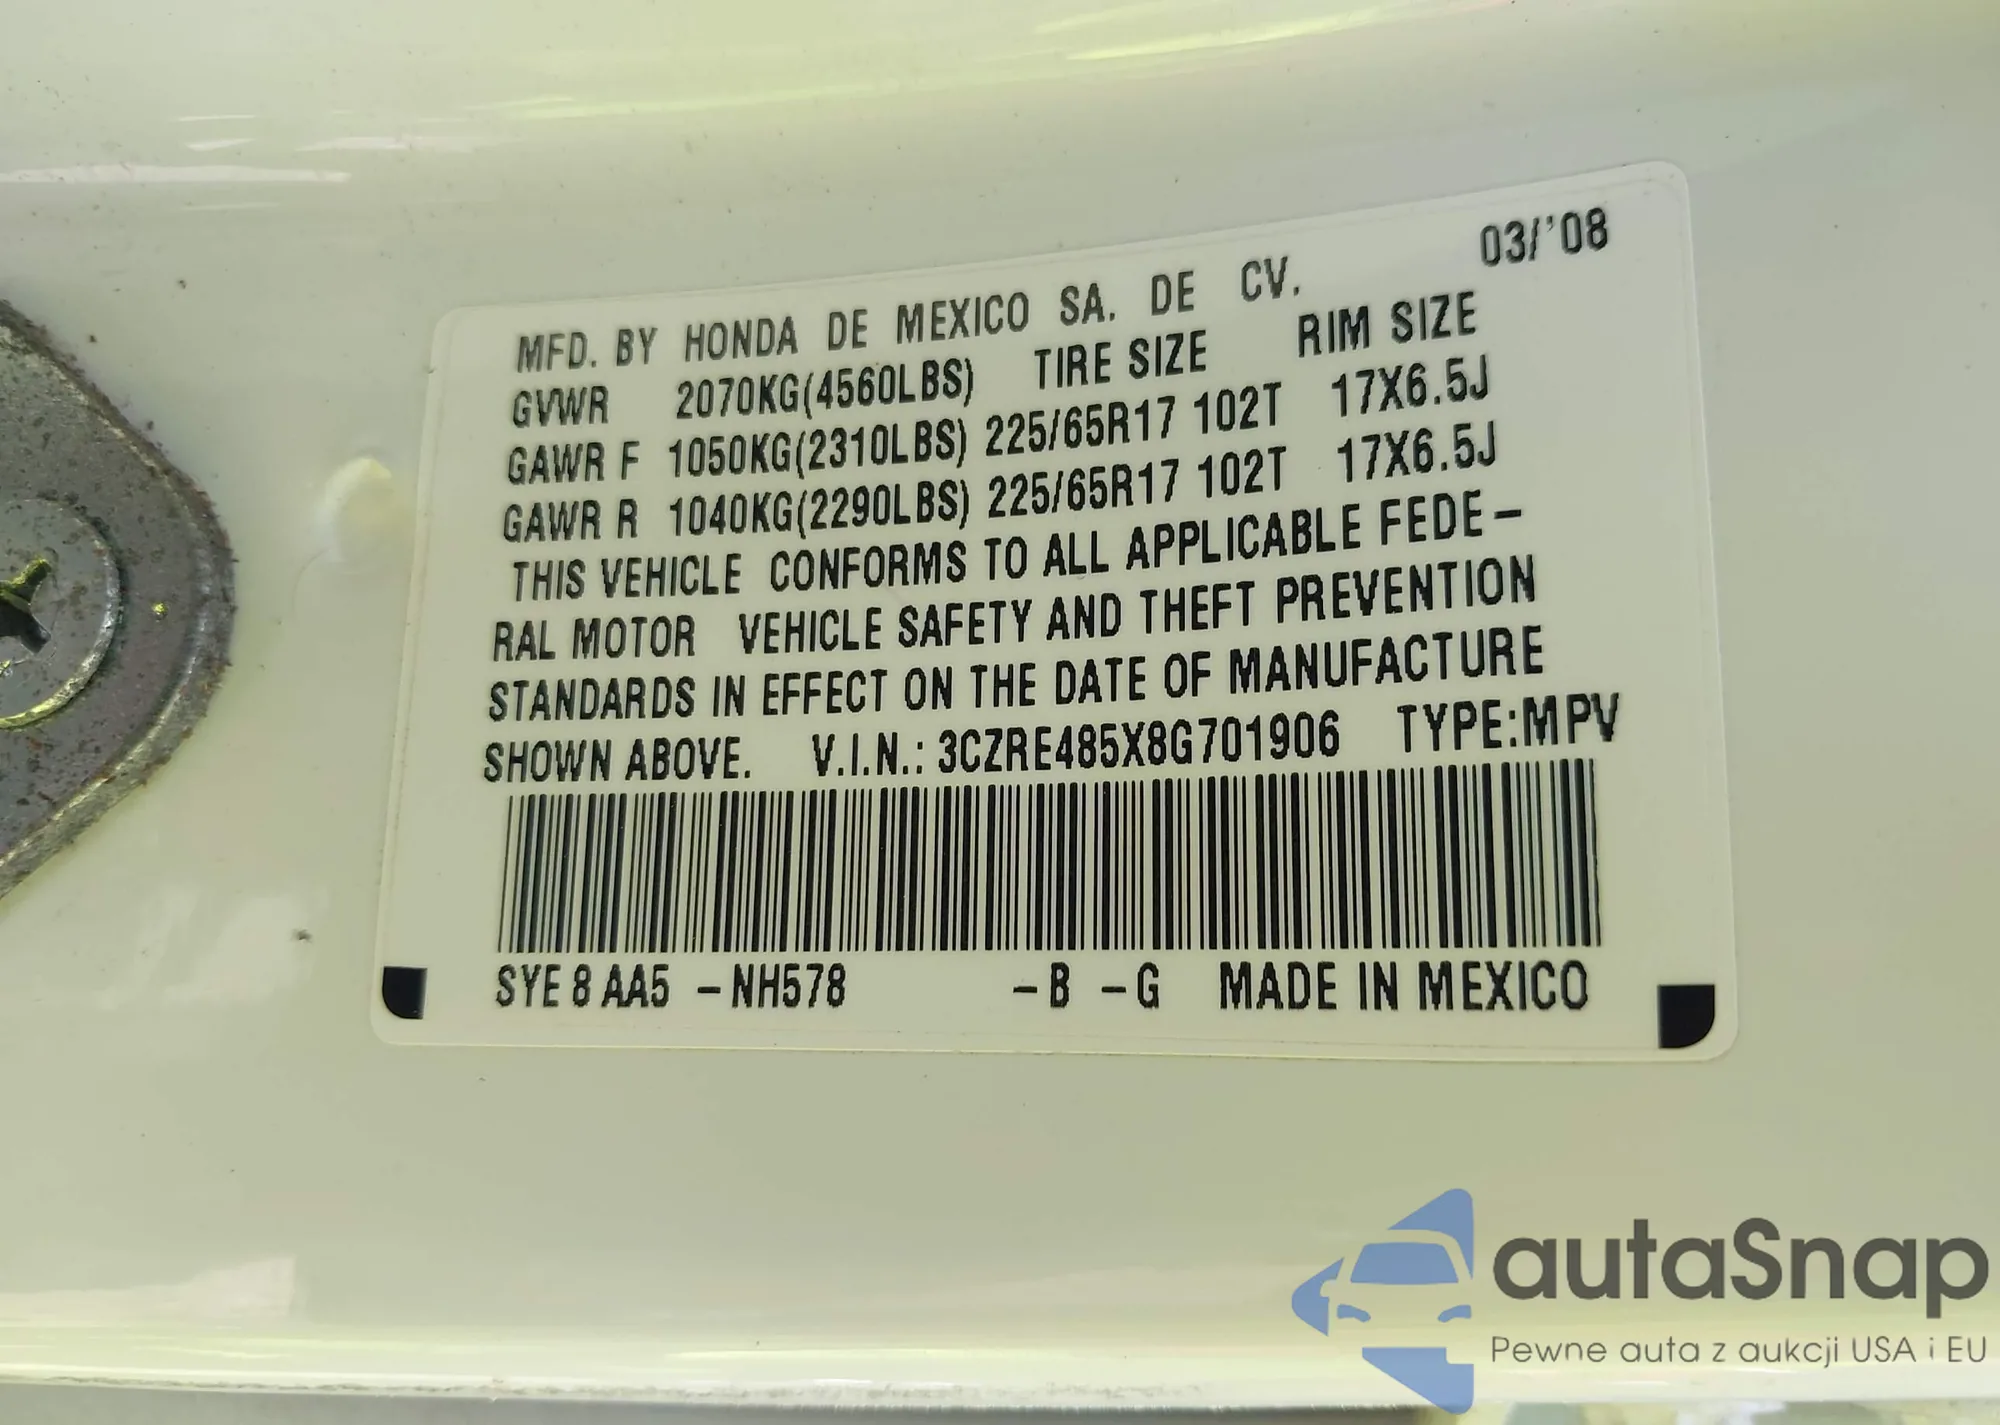 03/'08
MFD. BY HONDA DE MEXICO SA. DE CV.
GVWR 2070KG(4560LBS) TIRE SIZE RIM SIZE
GAWR F 1050KG(2310LBS) 225/65R17 102T 17X6.5J
GAWR R 1040KG(2290LBS) 225/65R17 102T 17X6.5J
THIS VEHICLE CONFORMS TO ALL APPLICABLE FEDE-
RAL MOTOR VEHICLE SAFETY AND THEFT PREVENTION
STANDARDS IN EFFECT ON THE DATE OF MANUFACTURE
SHOWN ABOVE. V.I.N.: 3CZRE485X8G701906 TYPE:MPV
SYE 8 AA5 -NH578 -B -G MADE IN MEXICO
autaSnap
Pewne auta z aukcji USA i EU